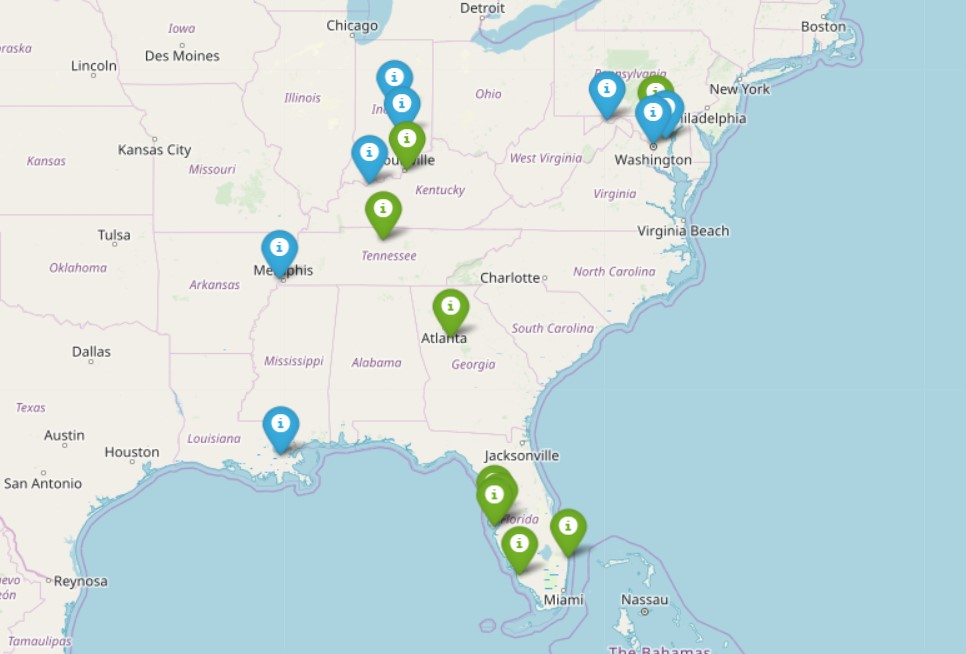 Detroit
Chicago
Boston
Iowa
Des Moines
Lincoln
Pennsylvania
New York
Illinois
Ohio
Philadelphia
Kansas City
Washington
West Virginia
Kansas
Missouri
Kentucky
Virginia
Tulsa
Virginia Beach
Tennessee
Memphis
Oklahoma
Charlotte
North Carolina
Arkansas
South Carolina
Atlanta
Dallas
Mississippi
Alabama
Georgia
Texas
Austin
Louisiana
Houston
Jacksonville
San Antonio
Florida
Reynosa
Miami
Nassau
Tamaulipas
The Bahamas